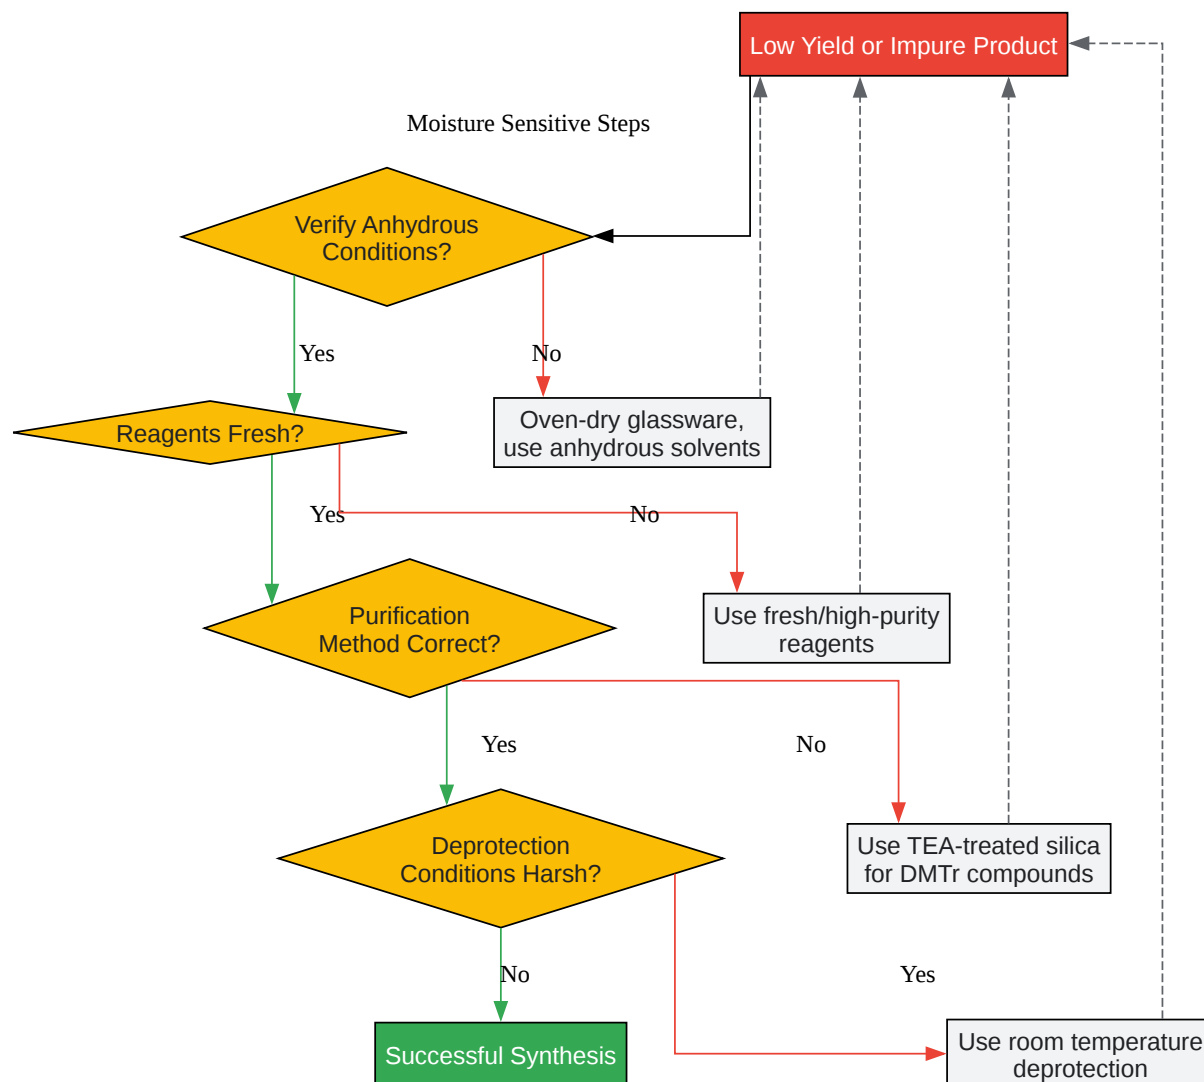 Low Yield or Impure Product
Moisture Sensitive Steps
Verify Anhydrous
Conditions?
Yes
No
Oven-dry glassware,
use anhydrous solvents
Reagents Fresh?
Yes
No
Purification
Method Correct?
Use fresh/high-purity
reagents
Yes
No
Deprotection
Conditions Harsh?
Use TEA-treated silica
for DMTr compounds
No
Yes
Successful Synthesis
Use room temperature
deprotection